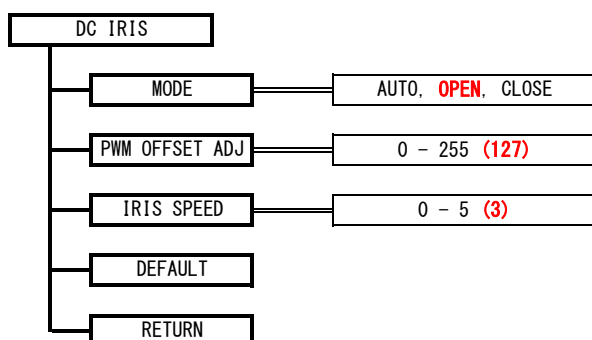 DC IRIS
MODE
AUTO, OPEN, CLOSE
PWM OFFSET ADJ
0 - 255 (127)
IRIS SPEED
0 - 5 (3)
DEFAULT
RETURN